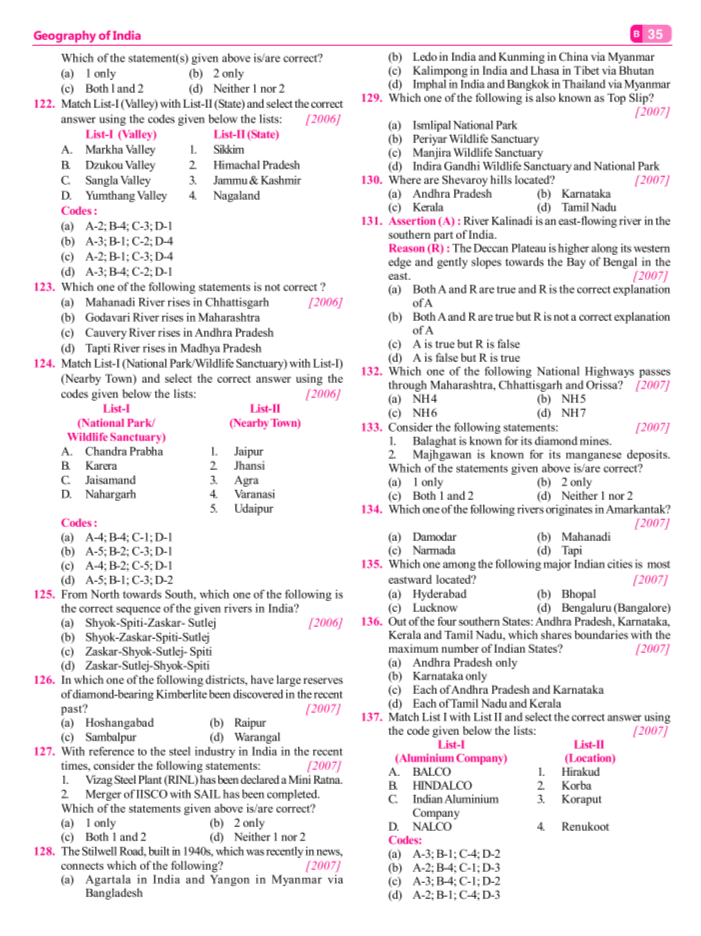 Geography of India
B 35
Which of the statement(s) given above is/are correct?
(a) 1 only (b) 2 only
(c) Both l and 2 (d) Neither 1 nor 2
122. Match List-I (Valley) with List-II (State) and select the correct
answer using the codes given below the lists: [2006]
List-I (Valley) List-II (State)
A. Markha Valley 1. Sikkim
B. Dzukou Valley 2. Himachal Pradesh
C. Sangla Valley 3. Jammu & Kashmir
D. Yumthang Valley 4. Nagaland
Codes :
(a) A-2; B-4; C-3; D-1
(b) A-3; B-1; C-2; D-4
(c) A-2; B-1; C-3; D-4
(d) A-3; B-4; C-2; D-1
123. Which one of the following statements is not correct ?
(a) Mahanadi River rises in Chhattisgarh [2006]
(b) Godavari River rises in Maharashtra
(c) Cauvery River rises in Andhra Pradesh
(d) Tapti River rises in Madhya Pradesh
124. Match List-I (National Park/Wildlife Sanctuary) with List-I)
(Nearby Town) and select the correct answer using the
codes given below the lists: [2006]
List-I List-II
(National Park/ (Nearby Town)
Wildlife Sanctuary)
A. Chandra Prabha 1. Jaipur
B. Karera 2. Jhansi
C. Jaisamand 3. Agra
D. Nahargarh 4. Varanasi
5. Udaipur
Codes :
(a) A-4; B-4; C-1; D-1
(b) A-5; B-2; C-3; D-1
(c) A-4; B-2; C-5; D-1
(d) A-5; B-1; C-3; D-2
125. From North towards South, which one of the following is
the correct sequence of the given rivers in India?
(a) Shyok-Spiti-Zaskar- Sutlej [2006]
(b) Shyok-Zaskar-Spiti-Sutlej
(c) Zaskar-Shyok-Sutlej- Spiti
(d) Zaskar-Sutlej-Shyok-Spiti
126. In which one of the following districts, have large reserves
of diamond-bearing Kimberlite been discovered in the recent
past? [2007]
(a) Hoshangabad (b) Raipur
(c) Sambalpur (d) Warangal
127. With reference to the steel industry in India in the recent
times, consider the following statements: [2007]
1. Vizag Steel Plant (RINL) has been declared a Mini Ratna.
2. Merger of IISCO with SAIL has been completed.
Which of the statements given above is/are correct?
(a) 1 only (b) 2 only
(c) Both 1 and 2 (d) Neither 1 nor 2
128. The Stilwell Road, built in 1940s, which was recently in news,
connects which of the following? [2007]
(a) Agartala in India and Yangon in Myanmar via
Bangladesh
(b) Ledo in India and Kunming in China via Myanmar
(c) Kalimpong in India and Lhasa in Tibet via Bhutan
(d) Imphal in India and Bangkok in Thailand via Myanmar
129. Which one of the following is also known as Top Slip?
[2007]
(a) Ismlipal National Park
(b) Periyar Wildlife Sanctuary
(c) Manjira Wildlife Sanctuary
(d) Indira Gandhi Wildlife Sanctuary and National Park
130. Where are Shevaroy hills located? [2007]
(a) Andhra Pradesh (b) Karnataka
(c) Kerala (d) Tamil Nadu
131. Assertion (A) : River Kalinadi is an east-flowing river in the
southern part of India.
Reason (R) : The Deccan Plateau is higher along its western
edge and gently slopes towards the Bay of Bengal in the
east. [2007]
(a) Both A and R are true and R is the correct explanation
of A
(b) Both A and R are true but R is not a correct explanation
of A
(c) A is true but R is false
(d) A is false but R is true
132. Which one of the following National Highways passes
through Maharashtra, Chhattisgarh and Orissa? [2007]
(a) NH4 (b) NH5
(c) NH6 (d) NH7
133. Consider the following statements: [2007]
1. Balaghat is known for its diamond mines.
2. Majhgawan is known for its manganese deposits.
Which of the statements given above is/are correct?
(a) 1 only (b) 2 only
(c) Both 1 and 2 (d) Neither 1 nor 2
134. Which one of the following rivers originates in Amarkantak?
[2007]
(a) Damodar (b) Mahanadi
(c) Narmada (d) Tapi
135. Which one among the following major Indian cities is most
eastward located? [2007]
(a) Hyderabad (b) Bhopal
(c) Lucknow (d) Bengaluru (Bangalore)
136. Out of the four southern States: Andhra Pradesh, Karnataka,
Kerala and Tamil Nadu, which shares boundaries with the
maximum number of Indian States? [2007]
(a) Andhra Pradesh only
(b) Karnataka only
(c) Each of Andhra Pradesh and Karnataka
(d) Each of Tamil Nadu and Kerala
137. Match List I with List II and select the correct answer using
the code given below the lists: [2007]
List-I List-II
(Aluminium Company) (Location)
A. BALCO 1. Hirakud
B. HINDALCO 2. Korba
C. Indian Aluminium 3. Koraput
Company
D. NALCO 4. Renukoot
Codes:
(a) A-3; B-1; C-4; D-2
(b) A-2; B-4; C-1; D-3
(c) A-3; B-4; C-1; D-2
(d) A-2; B-1; C-4; D-3